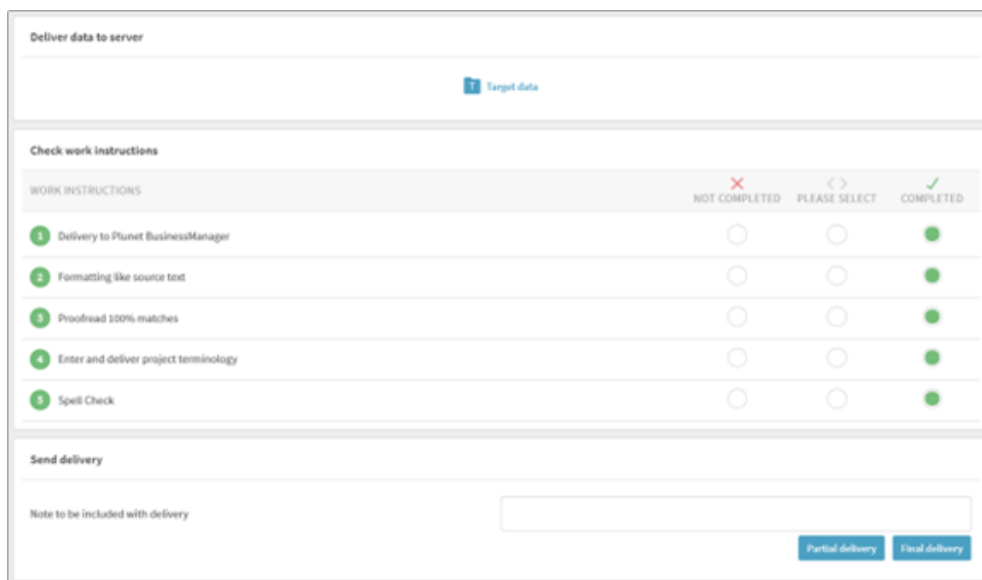 Deliver data to server
T Target data
Check work instructions
WORK INSTRUCTIONS NOT COMPLETED PLEASE SELECT COMPLETED
1 Delivery to Plunet BusinessManager
2 Formatting like source text
3 Proofread 100% matches
4 Enter and deliver project terminology
5 Spell Check
Send delivery
Note to be included with delivery
Partial delivery Final delivery